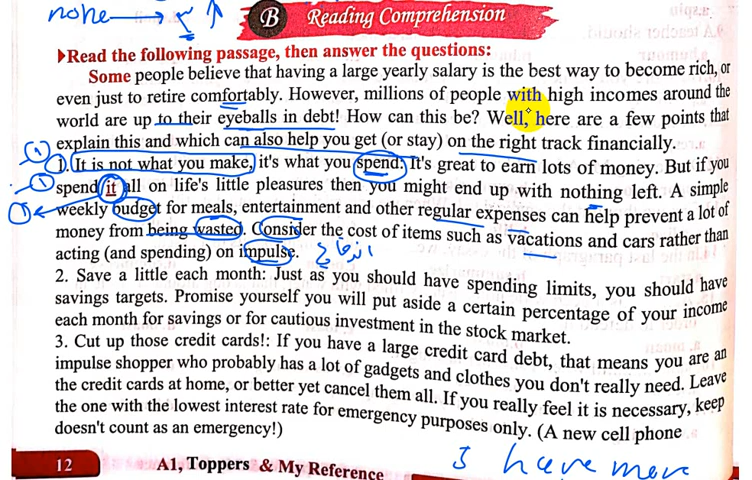 none
B Reading Comprehension
▶Read the following passage, then answer the questions:
Some people believe that having a large yearly salary is the best way to become rich, or
even just to retire comfortably. However, millions of people with high incomes around the
world are up to their eyeballs in debt! How can this be? Well, here are a few points that
explain this and which can also help you get (or stay) on the right track financially.
1. It is not what you make, it's what you spend: It's great to earn lots of money. But if you
spend it all on life's little pleasures then you might end up with nothing left. A simple
weekly budget for meals, entertainment and other regular expenses can help prevent a lot of
money from being wasted. Consider the cost of items such as vacations and cars rather than
acting (and spending) on impulse.
2. Save a little each month: Just as you should have spending limits, you should have
savings targets. Promise yourself you will put aside a certain percentage of your income
each month for savings or for cautious investment in the stock market.
3. Cut up those credit cards!: If you have a large credit card debt, that means you are an
impulse shopper who probably has a lot of gadgets and clothes you don't really need. Leave
the credit cards at home, or better yet cancel them all. If you really feel it is necessary, keep
the one with the lowest interest rate for emergency purposes only. (A new cell phone
doesn't count as an emergency!)
12 A1, Toppers & My Reference
have more